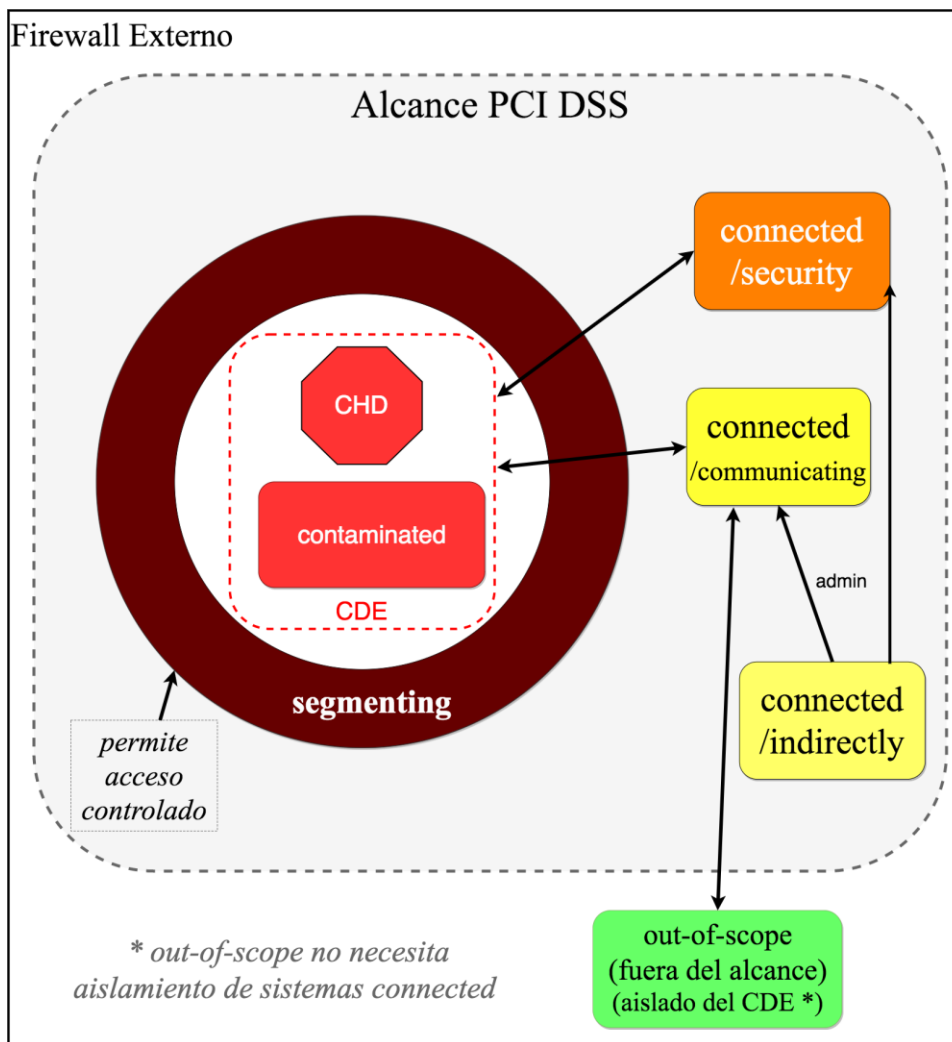 Firewall Externo
Alcance PCI DSS
connected
/security
CHD
connected
/communicating
contaminated
admin
CDE
connected
/indirectly
segmenting
permite
acceso
controlado
* out-of-scope no necesita
aislamiento de sistemas connected
out-of-scope
(fuera del alcance)
(aislado del CDE *)